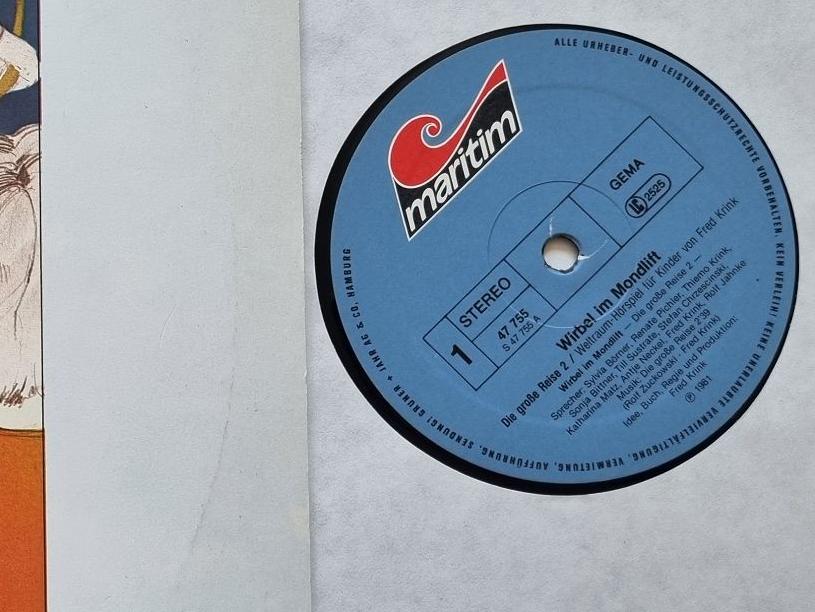 maritim
ALLE URHEBER- UND LEISTUNGSSCHUTZRECHTE VORBEHALTEN. KEIN VERLEIH! KEINE UNERLAUBTE VERVIELFÄLTIGUNG, VERMIETUNG, AUFFÜHRUNG, SENDUNG! GRUNER + JAHR AG & CO, HAMBURG
1
STEREO
47 755
S 47 755 A
GEMA
LC 2525
Wirbel im Mondlift
Die große Reise 2 / Weltraum-Hörspiel für Kinder von Fred Krink
Wirbel im Mondlift — Die große Reise 2 —
Sprecher: Sylvia Börner, Renate Pichler, Thiemo Krink,
Sonja Bittner, Till Sustrate, Stefan Chrzescinski,
Katharina Matz, Antje Neckel, Fred Krink, Rolf Jahncke
Musik: Die große Reise 2'39
(Rolf Zuckowski - Fred Krink)
Idee, Buch, Regie und Produktion:
Fred Krink
Ⓟ 1981